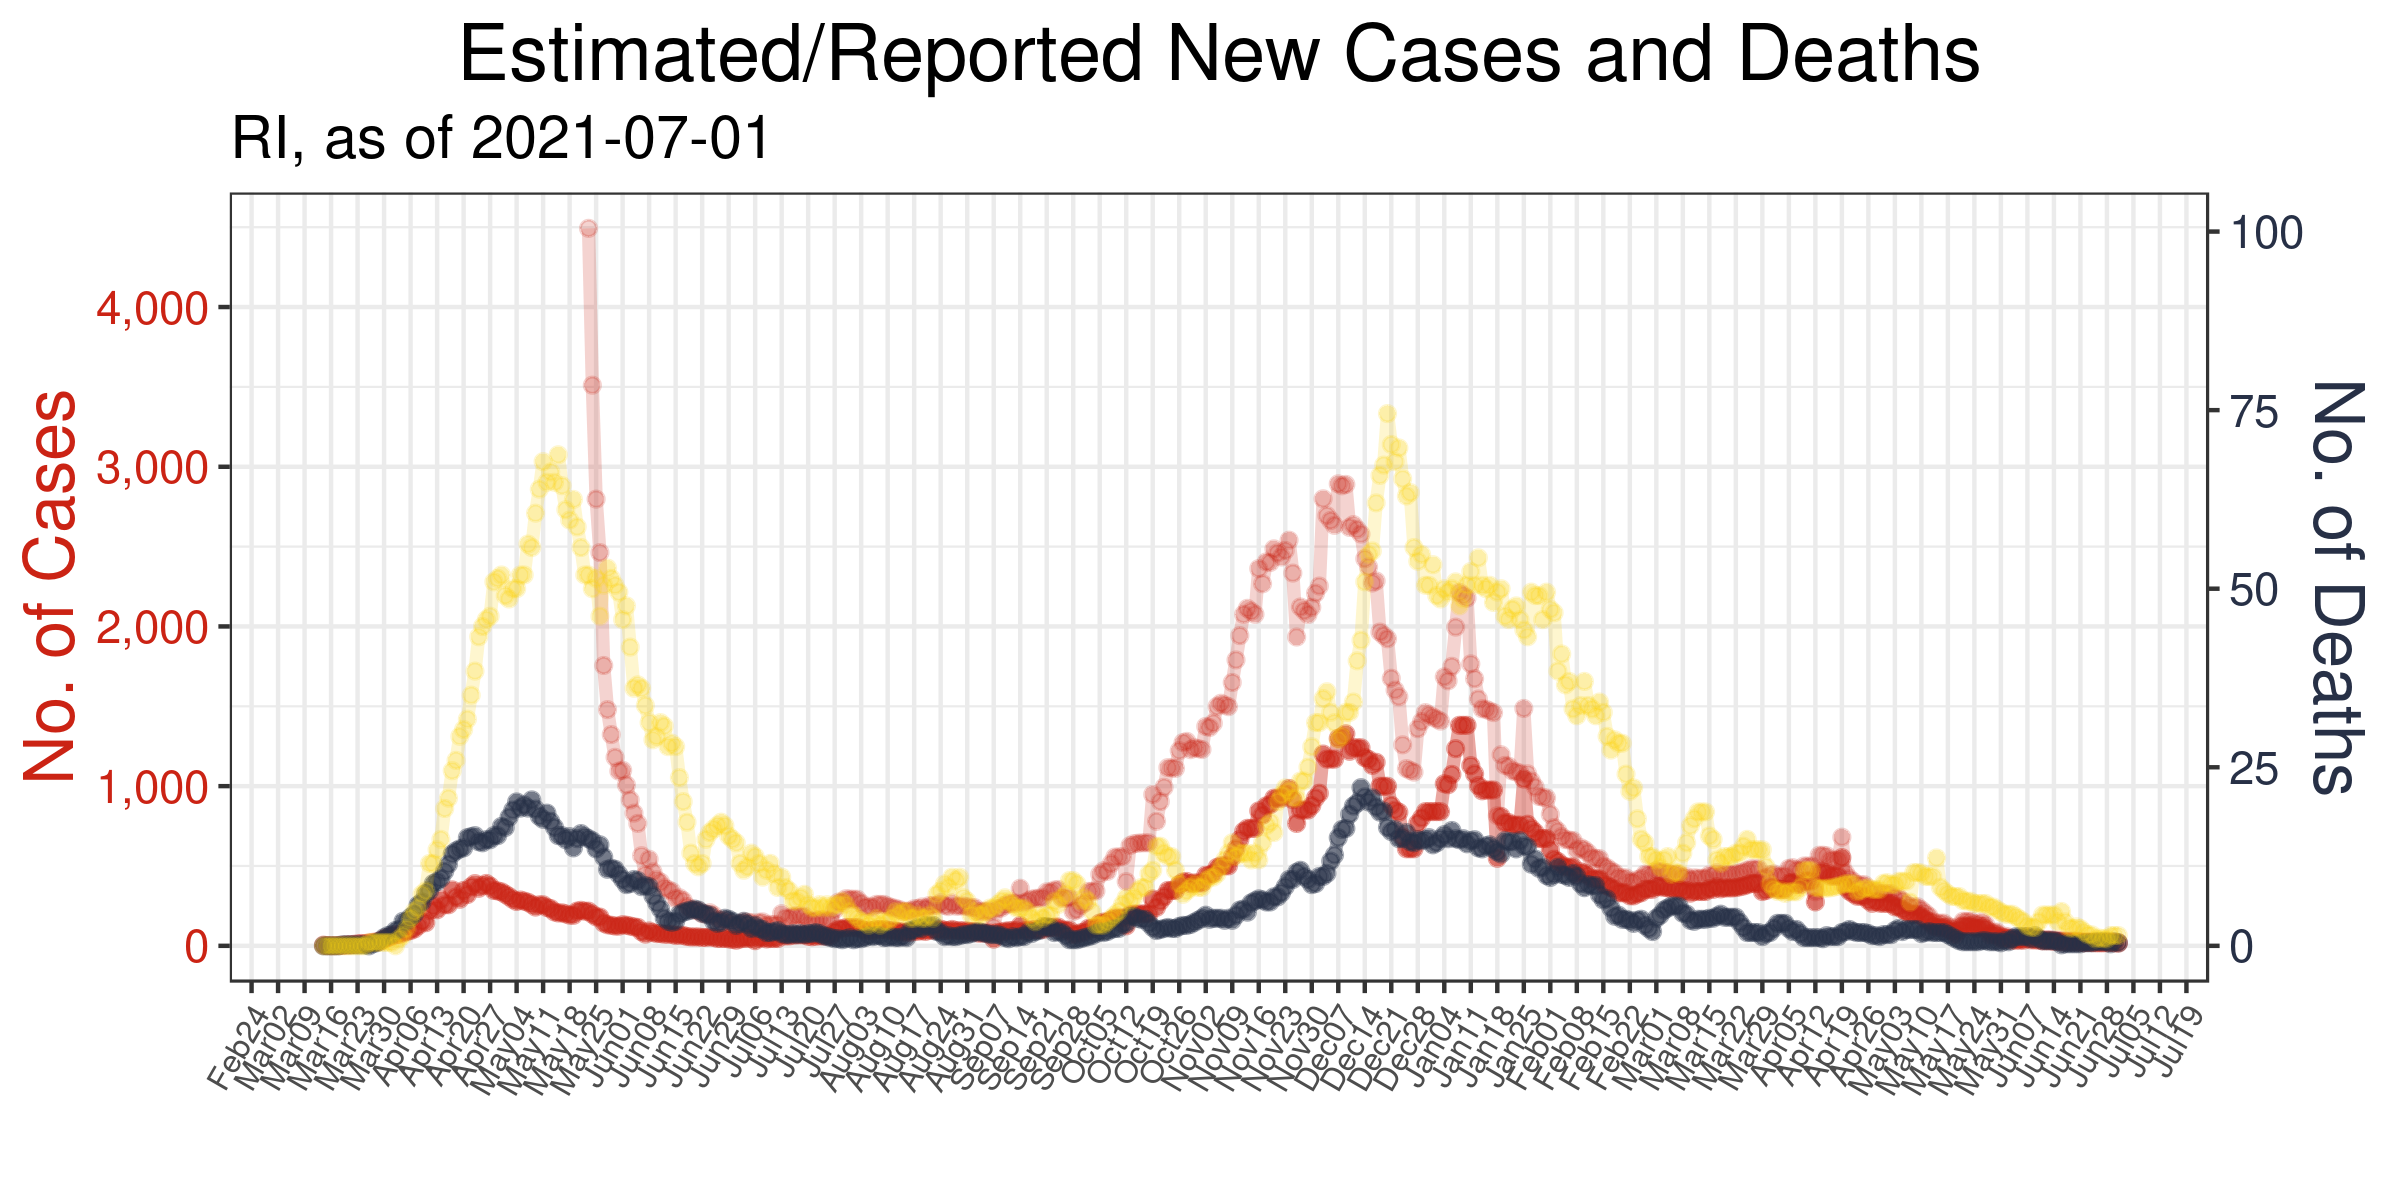 Estimated/Reported New Cases and Deaths
RI, as of 2021-07-01
No. of Cases
4,000
3,000
2,000
1,000
0
100
75
50
25
0
No. of Deaths
Feb24
Mar02
Mar09
Mar16
Mar23
Mar30
Apr06
Apr13
Apr20
Apr27
May04
May11
May18
May25
Jun01
Jun08
Jun15
Jun22
Jun29
Jul06
Jul13
Jul20
Jul27
Aug03
Aug10
Aug17
Aug24
Aug31
Sep07
Sep14
Sep21
Sep28
Oct05
Oct12
Oct19
Oct26
Nov02
Nov09
Nov16
Nov23
Nov30
Dec07
Dec14
Dec21
Dec28
Jan04
Jan11
Jan18
Jan25
Feb01
Feb08
Feb15
Feb22
Mar01
Mar08
Mar15
Mar22
Mar29
Apr05
Apr12
Apr19
Apr26
May03
May10
May17
May24
May31
Jun07
Jun14
Jun21
Jun28
Jul05
Jul12
Jul19